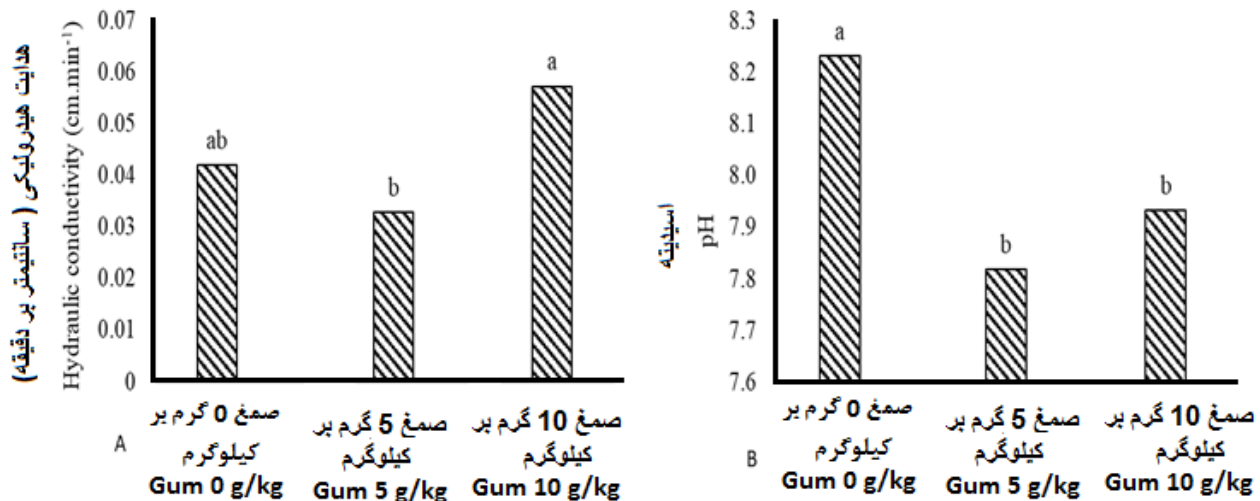 هدایت هیدرولیکی ( سانتیمتر بر دقیقه)
Hydraulic conductivity (cm.min⁻¹)
0.07
0.06
0.05
0.04
0.03
0.02
0.01
0
ab
b
a
صمغ 0 گرم بر
کیلوگرم
Gum 0 g/kg
صمغ 5 گرم بر
کیلوگرم
Gum 5 g/kg
صمغ 10 گرم بر
کیلوگرم
Gum 10 g/kg
A
اسیدیته
pH
8.3
8.2
8.1
8.0
7.9
7.8
7.7
7.6
a
b
b
صمغ 0 گرم بر
کیلوگرم
Gum 0 g/kg
صمغ 5 گرم بر
کیلوگرم
Gum 5 g/kg
صمغ 10 گرم بر
کیلوگرم
Gum 10 g/kg
B